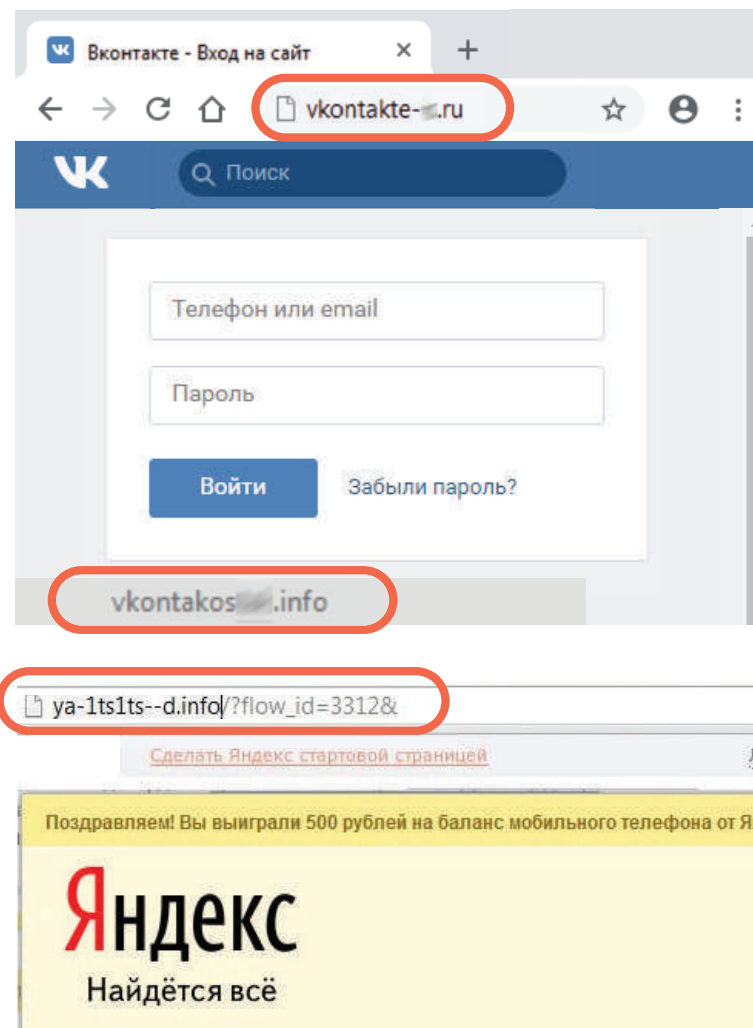 Вконтакте - Вход на сайт
vkontakte- .ru
Поиск
Телефон или email
Пароль
Войти Забыли пароль?
vkontakos .info
ya-1ts1ts--d.info/?flow_id=3312&
Сделать Яндекс стартовой страницей
Поздравляем! Вы выиграли 500 рублей на баланс мобильного телефона от Я
Яндекс
Найдётся всё